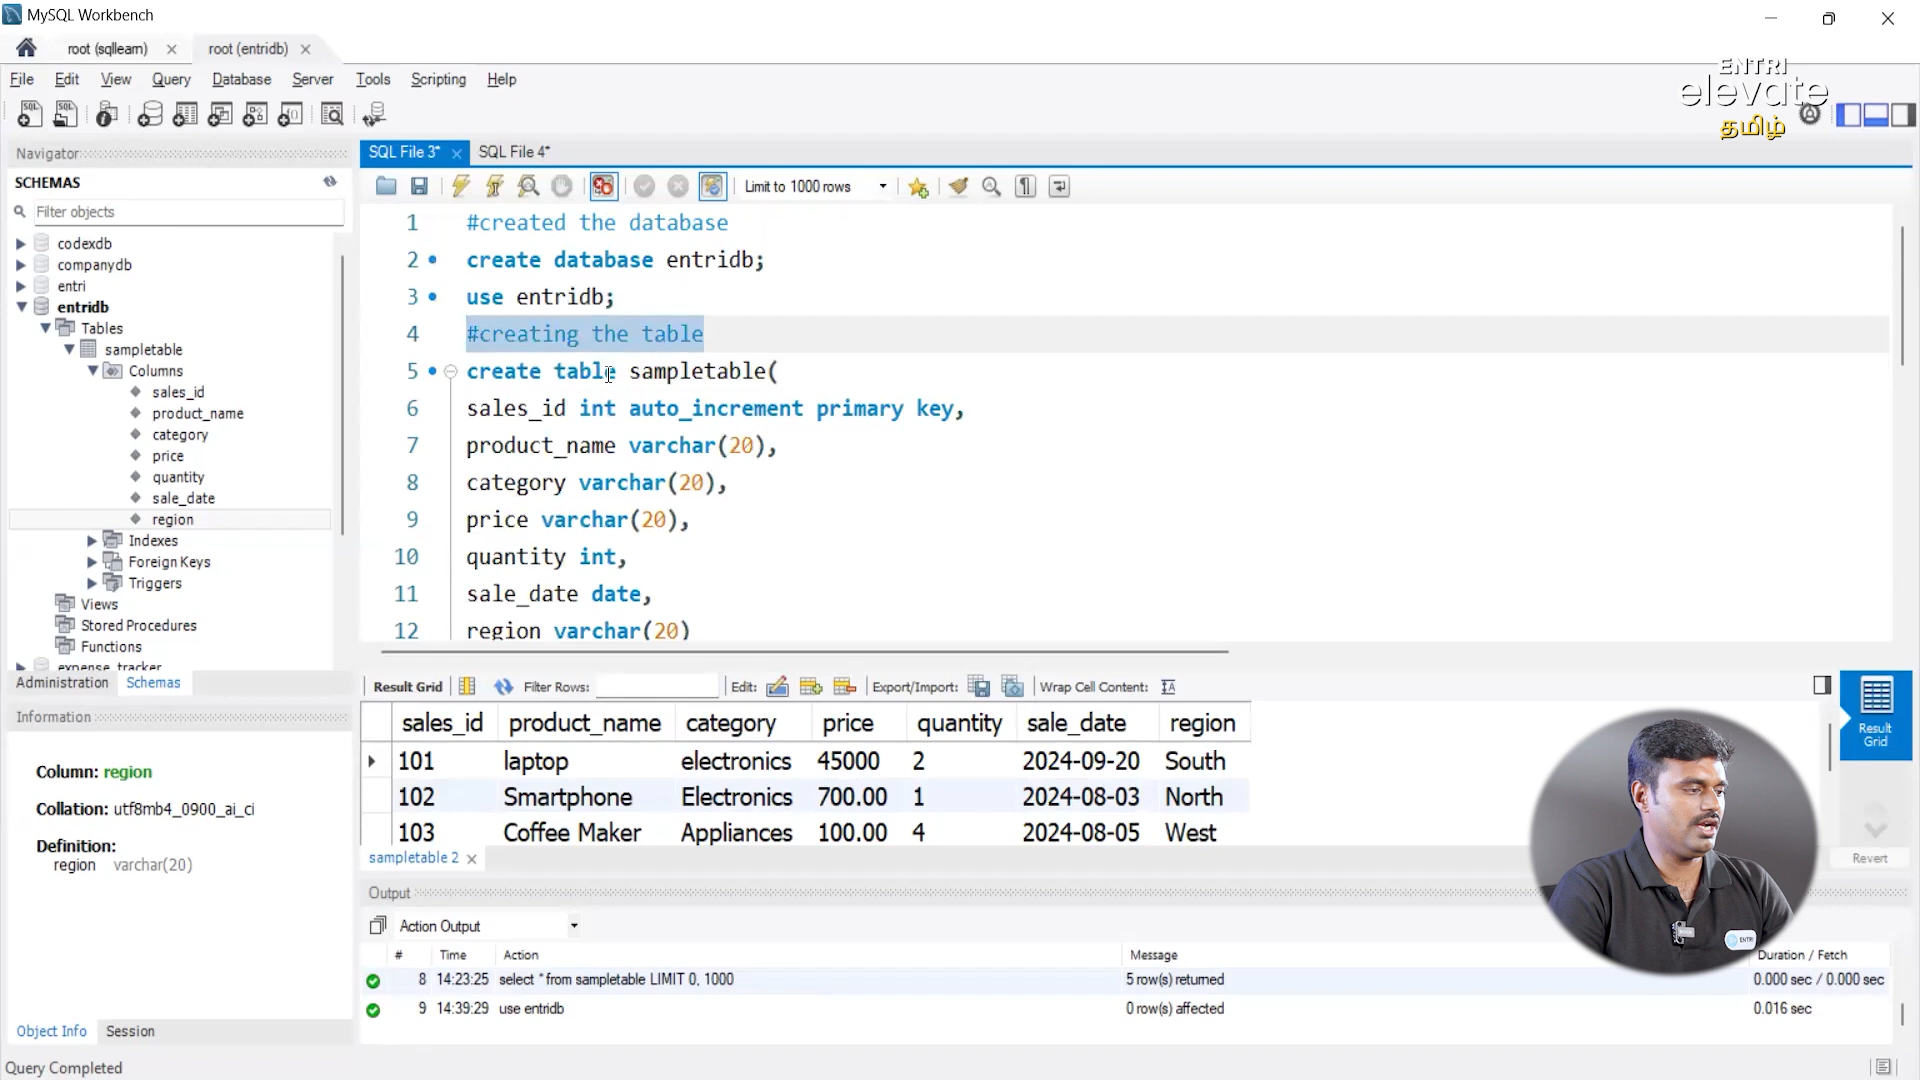 MySQL Workbench
root (sqllearn)
root (entridb)
File Edit View Query Database Server Tools Scripting Help
ENTRI
elevate
தமிழ்
Navigator
SCHEMAS
Filter objects
codexdb
companydb
entri
entridb
Tables
sampletable
Columns
sales_id
product_name
category
price
quantity
sale_date
region
Indexes
Foreign Keys
Triggers
Views
Stored Procedures
Functions
expense_tracker
Administration Schemas
Information
Column: region
Collation: utf8mb4_0900_ai_ci
Definition:
region varchar(20)
Object Info Session
Query Completed
SQL File 3* SQL File 4*
Limit to 1000 rows
1 #created the database
2 create database entridb;
3 use entridb;
4 #creating the table
5 create table sampletable(
6 sales_id int auto_increment primary key,
7 product_name varchar(20),
8 category varchar(20),
9 price varchar(20),
10 quantity int,
11 sale_date date,
12 region varchar(20)
Result Grid Filter Rows: Edit: Export/Import: Wrap Cell Content:
sales_id product_name category price quantity sale_date region
101 laptop electronics 45000 2 2024-09-20 South
102 Smartphone Electronics 700.00 1 2024-08-03 North
103 Coffee Maker Appliances 100.00 4 2024-08-05 West
Result
Grid
sampletable 2
Revert
Output
Action Output
# Time Action Message Duration / Fetch
8 14:23:25 select * from sampletable LIMIT 0, 1000 5 row(s) returned 0.000 sec / 0.000 sec
9 14:39:29 use entridb 0 row(s) affected 0.016 sec
ENTRI